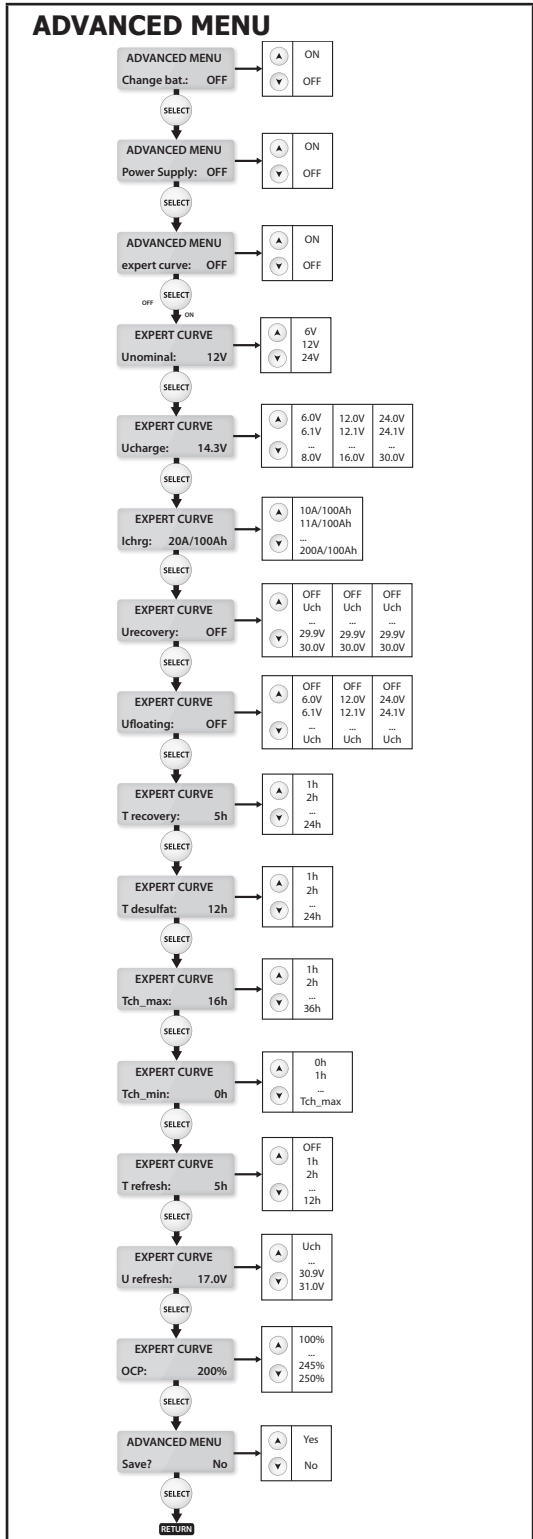 ADVANCED MENU
ADVANCED MENU
Change bat.: OFF
ON
OFF
SELECT
ADVANCED MENU
Power Supply: OFF
ON
OFF
SELECT
ADVANCED MENU
expert curve: OFF
ON
OFF
SELECT
OFF
ON
EXPERT CURVE
Unominal: 12V
6V
12V
24V
SELECT
EXPERT CURVE
Ucharge: 14.3V
6.0V 12.0V 24.0V
6.1V 12.1V 24.1V
... ... ...
8.0V 16.0V 30.0V
SELECT
EXPERT CURVE
Ichrg: 20A/100Ah
10A/100Ah
11A/100Ah
...
200A/100Ah
SELECT
EXPERT CURVE
Urecovery: OFF
OFF OFF OFF
Uch Uch Uch
... ... ...
29.9V 29.9V 29.9V
30.0V 30.0V 30.0V
SELECT
EXPERT CURVE
Ufloating: OFF
OFF OFF OFF
6.0V 12.0V 24.0V
6.1V 12.1V 24.1V
... ... ...
Uch Uch Uch
SELECT
EXPERT CURVE
T recovery: 5h
1h
2h
...
24h
SELECT
EXPERT CURVE
T desulfat: 12h
1h
2h
...
24h
SELECT
EXPERT CURVE
Tch_max: 16h
1h
2h
...
36h
SELECT
EXPERT CURVE
Tch_min: 0h
0h
1h
...
Tch_max
SELECT
EXPERT CURVE
T refresh: 5h
OFF
1h
2h
...
12h
SELECT
EXPERT CURVE
U refresh: 17.0V
Uch
...
30.9V
31.0V
SELECT
EXPERT CURVE
OCP: 200%
100%
...
245%
250%
SELECT
ADVANCED MENU
Save? No
Yes
No
SELECT
RETURN